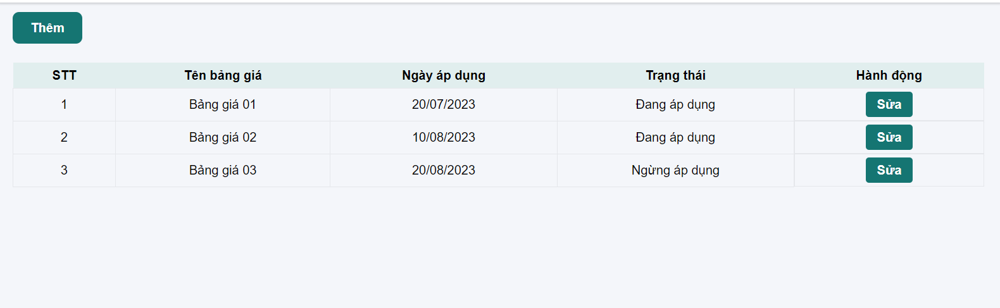 Thêm
STT Tên bảng giá Ngày áp dụng Trạng thái Hành động
1 Bảng giá 01 20/07/2023 Đang áp dụng Sửa
2 Bảng giá 02 10/08/2023 Đang áp dụng Sửa
3 Bảng giá 03 20/08/2023 Ngừng áp dụng Sửa